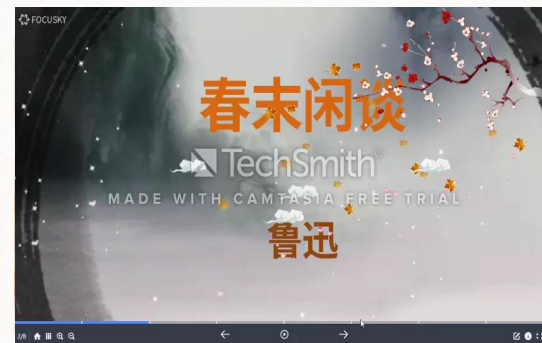 FOCUSKY
春末闲谈
TechSmith®
MADE WITH CAMTASIA FREE TRIAL
鲁迅
2/8